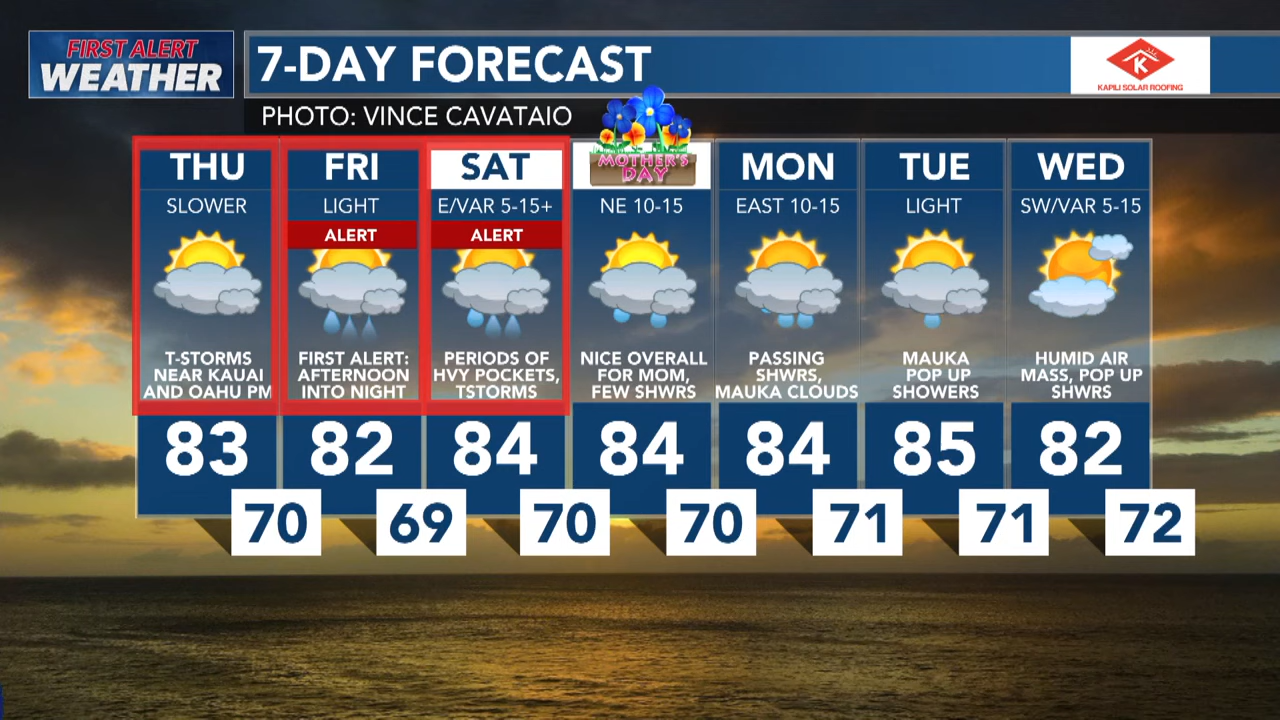 FIRST ALERT
WEATHER
7-DAY FORECAST
K
KAPILI SOLAR ROOFING
PHOTO: VINCE CAVATAIO
THU
SLOWER
T-STORMS
NEAR KAUAI
AND OAHU PM
83
70
FRI
LIGHT
ALERT
FIRST ALERT:
AFTERNOON
INTO NIGHT
82
69
SAT
E/VAR 5-15+
ALERT
PERIODS OF
HVY POCKETS,
TSTORMS
84
70
MOTHER'S
DAY
NE 10-15
NICE OVERALL
FOR MOM,
FEW SHWRS
84
70
MON
EAST 10-15
PASSING
SHWRS,
MAUKA CLOUDS
84
71
TUE
LIGHT
MAUKA
POP UP
SHOWERS
85
71
WED
SW/VAR 5-15
HUMID AIR
MASS, POP UP
SHWRS
82
72